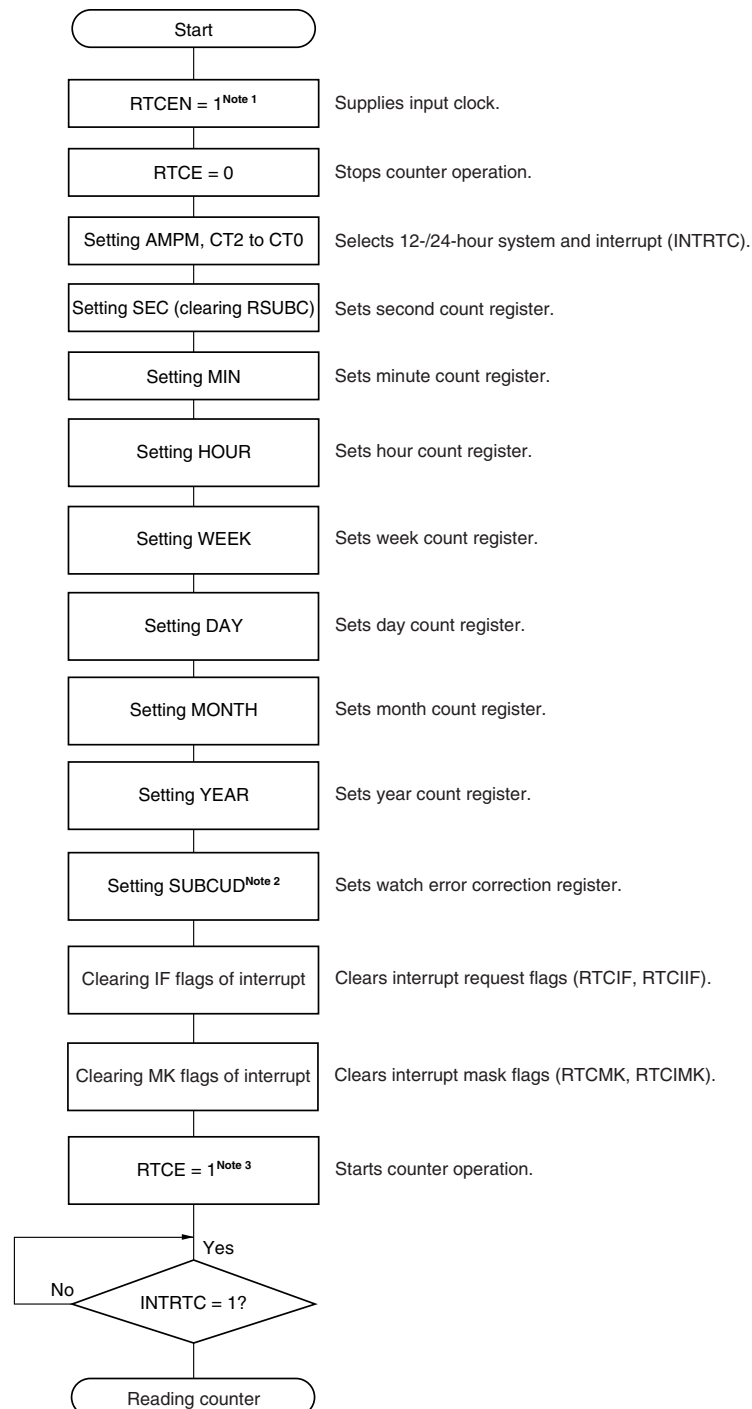 Start
RTCEN = 1Note 1
Supplies input clock.
RTCE = 0
Stops counter operation.
Setting AMPM, CT2 to CT0
Selects 12-/24-hour system and interrupt (INTRTC).
Setting SEC (clearing RSUBC)
Sets second count register.
Setting MIN
Sets minute count register.
Setting HOUR
Sets hour count register.
Setting WEEK
Sets week count register.
Setting DAY
Sets day count register.
Setting MONTH
Sets month count register.
Setting YEAR
Sets year count register.
Setting SUBCUDNote 2
Sets watch error correction register.
Clearing IF flags of interrupt
Clears interrupt request flags (RTCIF, RTCIIF).
Clearing MK flags of interrupt
Clears interrupt mask flags (RTCMK, RTCIMK).
RTCE = 1Note 3
Starts counter operation.
Yes
No
INTRTC = 1?
Reading counter